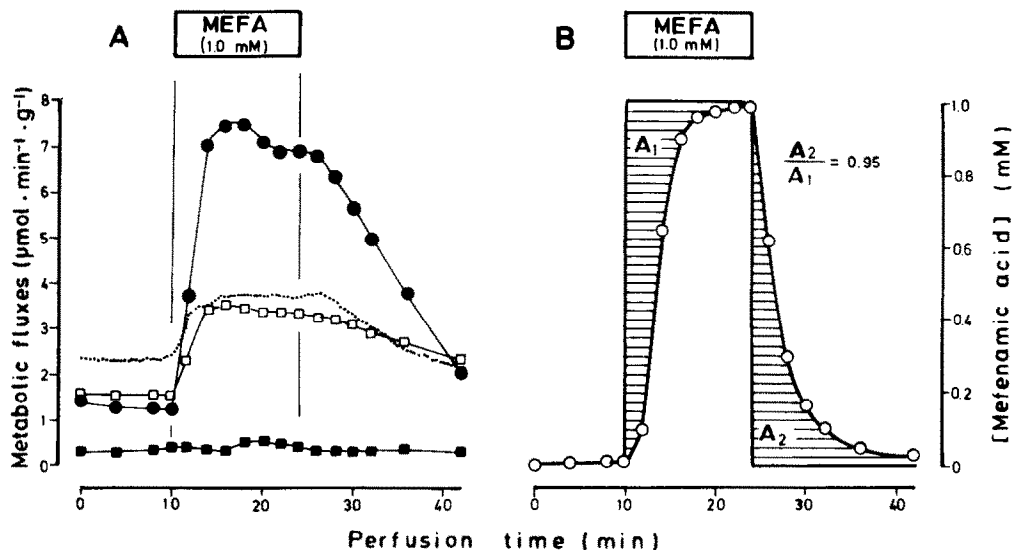 A
MEFA
(1.0 mM)
B
MEFA
(1.0 mM)
Metabolic fluxes (μmol·min⁻¹·g⁻¹)
8
7
6
5
4
3
2
1
0
0
10
20
30
40
A₁
A₂
A₂/A₁ = 0.95
0
10
20
30
40
1.0
0.8
0.6
0.4
0.2
0
[Mefenamic acid] (mM)
Perfusion time (min)